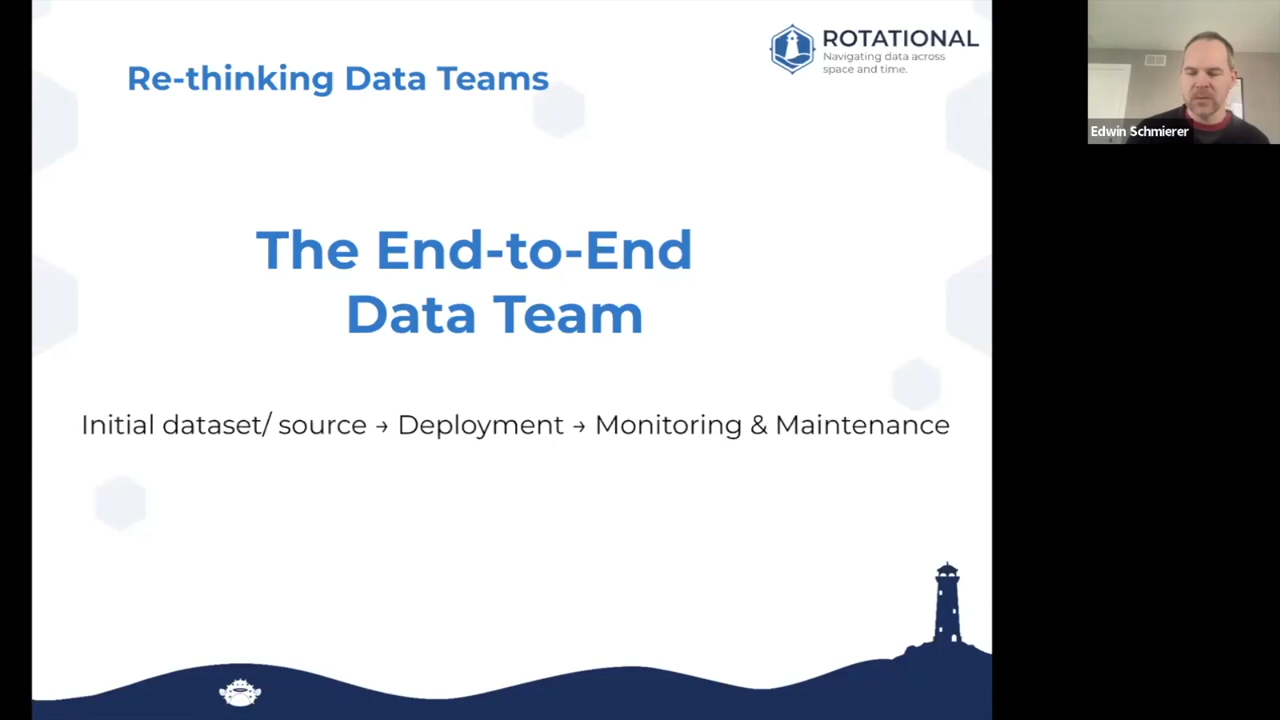 Re-thinking Data Teams
ROTATIONAL
Navigating data across
space and time.
The End-to-End
Data Team
Initial dataset/ source → Deployment → Monitoring & Maintenance
Edwin Schmierer